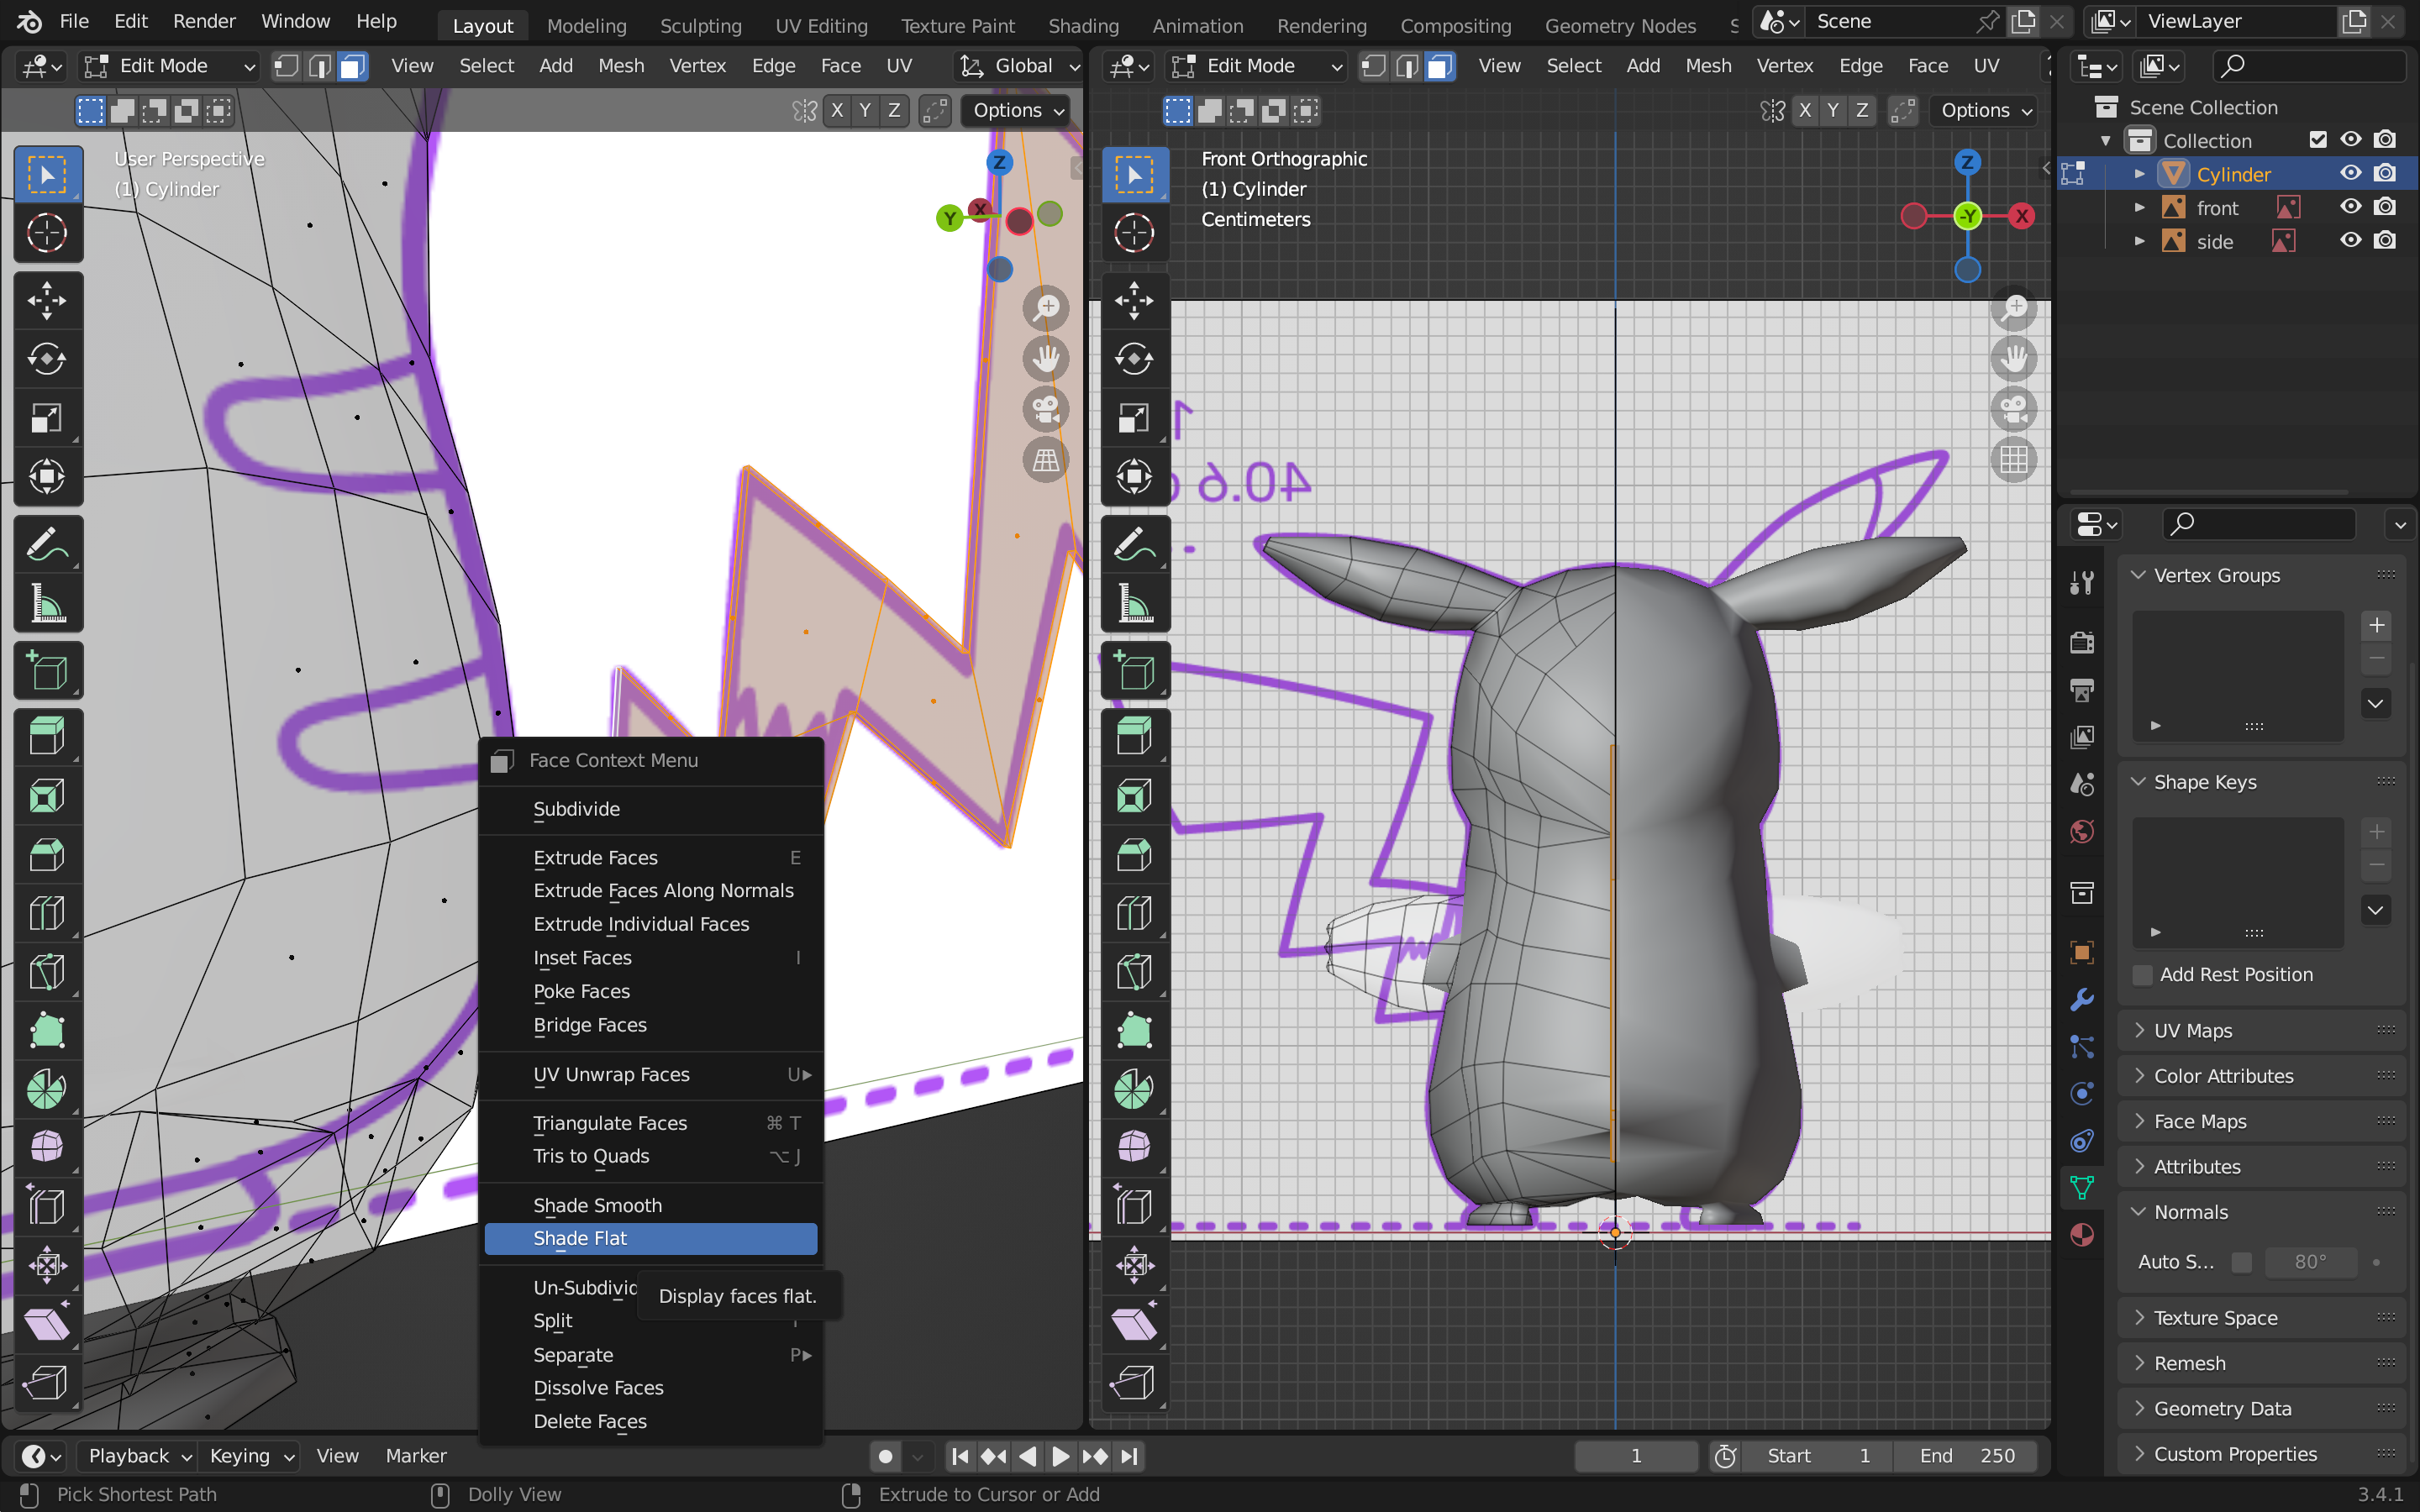 File Edit Render Window Help Layout Modeling Sculpting UV Editing Texture Paint Shading Animation Rendering Compositing Geometry Nodes Scene ViewLayer
Edit Mode View Select Add Mesh Vertex Edge Face UV Global
Edit Mode View Select Add Mesh Vertex Edge Face UV
X Y Z Options
X Y Z Options
User Perspective
(1) Cylinder
Z
Y X
Front Orthographic
(1) Cylinder
Centimeters
Z
-Y X
40.6
Face Context Menu
Subdivide
Extrude Faces E
Extrude Faces Along Normals
Extrude Individual Faces
Inset Faces I
Poke Faces
Bridge Faces
UV Unwrap Faces U
Triangulate Faces ⌘ T
Tris to Quads ⌥ J
Shade Smooth
Shade Flat
Display faces flat.
Un-Subdivid
Split
Separate P
Dissolve Faces
Delete Faces
Scene Collection
Collection
Cylinder
front
side
Vertex Groups
Shape Keys
Add Rest Position
UV Maps
Color Attributes
Face Maps
Attributes
Normals
Auto S... 80°
Texture Space
Remesh
Geometry Data
Custom Properties
Playback Keying View Marker 1 Start 1 End 250
Pick Shortest Path Dolly View Extrude to Cursor or Add 3.4.1